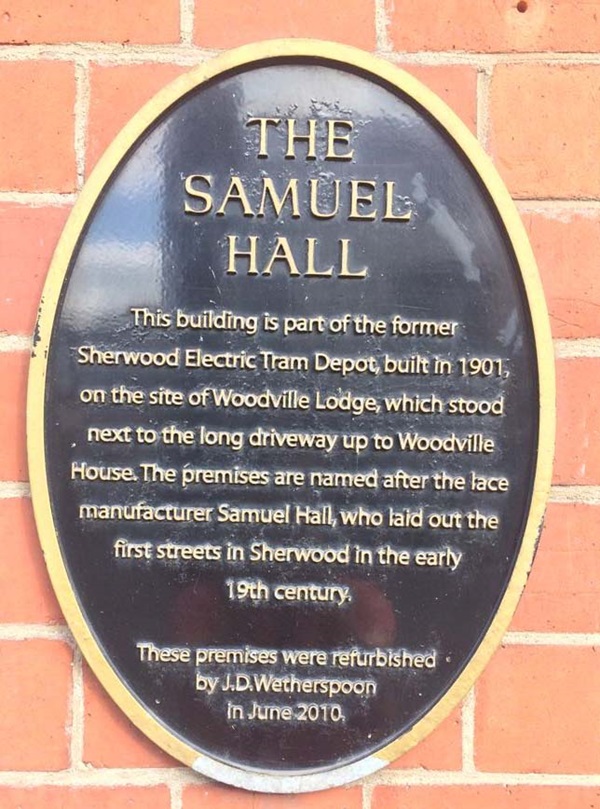 THE
SAMUEL
HALL
This building is part of the former
Sherwood Electric Tram Depot, built in 1901,
on the site of Woodville Lodge, which stood
next to the long driveway up to Woodville
House. The premises are named after the lace
manufacturer Samuel Hall, who laid out the
first streets in Sherwood in the early
19th century.
These premises were refurbished
by J.D.Wetherspoon
in June 2010.